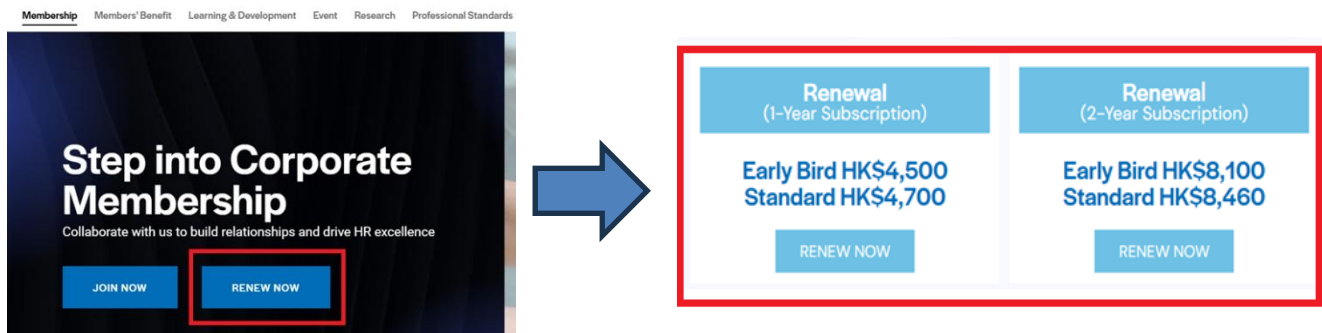 Membership Members' Benefit Learning & Development Event Research Professional Standards
Step into Corporate
Membership
Collaborate with us to build relationships and drive HR excellence
JOIN NOW RENEW NOW
Renewal
(1-Year Subscription)
Early Bird HK$4,500
Standard HK$4,700
RENEW NOW
Renewal
(2-Year Subscription)
Early Bird HK$8,100
Standard HK$8,460
RENEW NOW